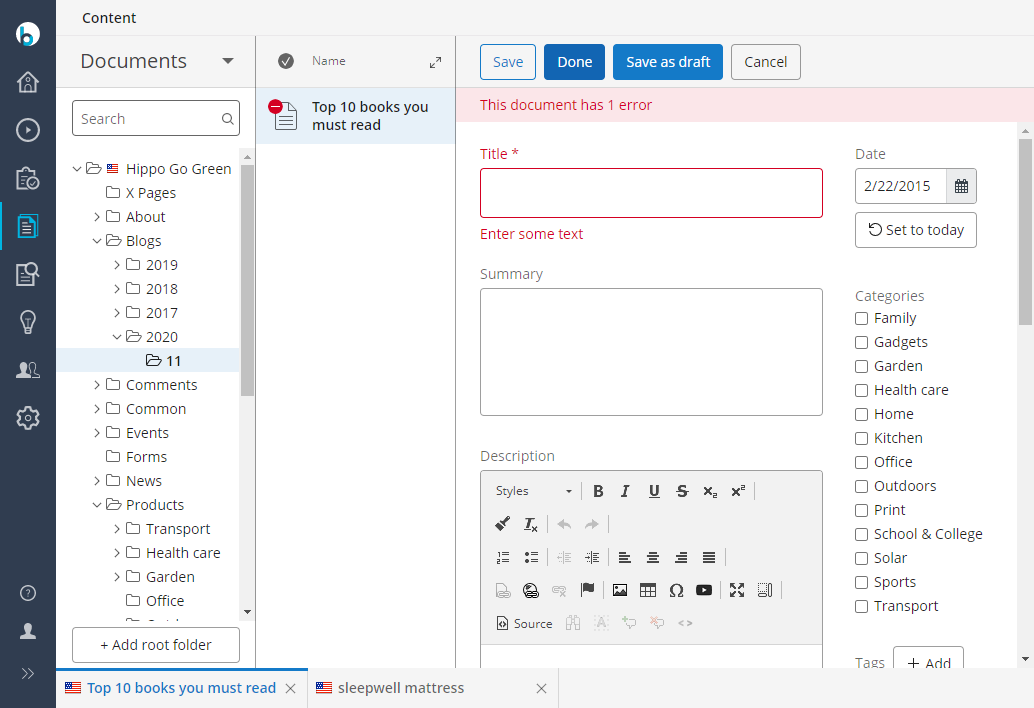 Content
Documents
Search
Hippo Go Green
X Pages
About
Blogs
2019
2018
2017
2020
11
Comments
Common
Events
Forms
News
Products
Transport
Health care
Garden
Office
+ Add root folder
Name
Top 10 books you
must read
Save
Done
Save as draft
Cancel
This document has 1 error
Title *
Enter some text
Summary
Description
Styles
B I U S x₂ x²
Tx
Source
Date
2/22/2015
Set to today
Categories
Family
Gadgets
Garden
Health care
Home
Kitchen
Office
Outdoors
Print
School & College
Solar
Sports
Transport
Tags
+ Add
Top 10 books you must read
sleepwell mattress